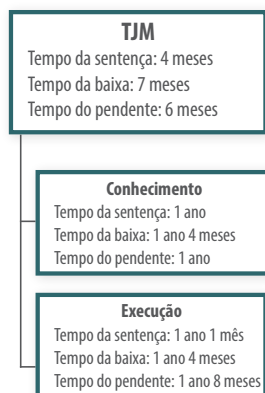 TJM
Tempo da sentença: 4 meses
Tempo da baixa: 7 meses
Tempo do pendente: 6 meses
Conhecimento
Tempo da sentença: 1 ano
Tempo da baixa: 1 ano 4 meses
Tempo do pendente: 1 ano
Execução
Tempo da sentença: 1 ano 1 mês
Tempo da baixa: 1 ano 4 meses
Tempo do pendente: 1 ano 8 meses